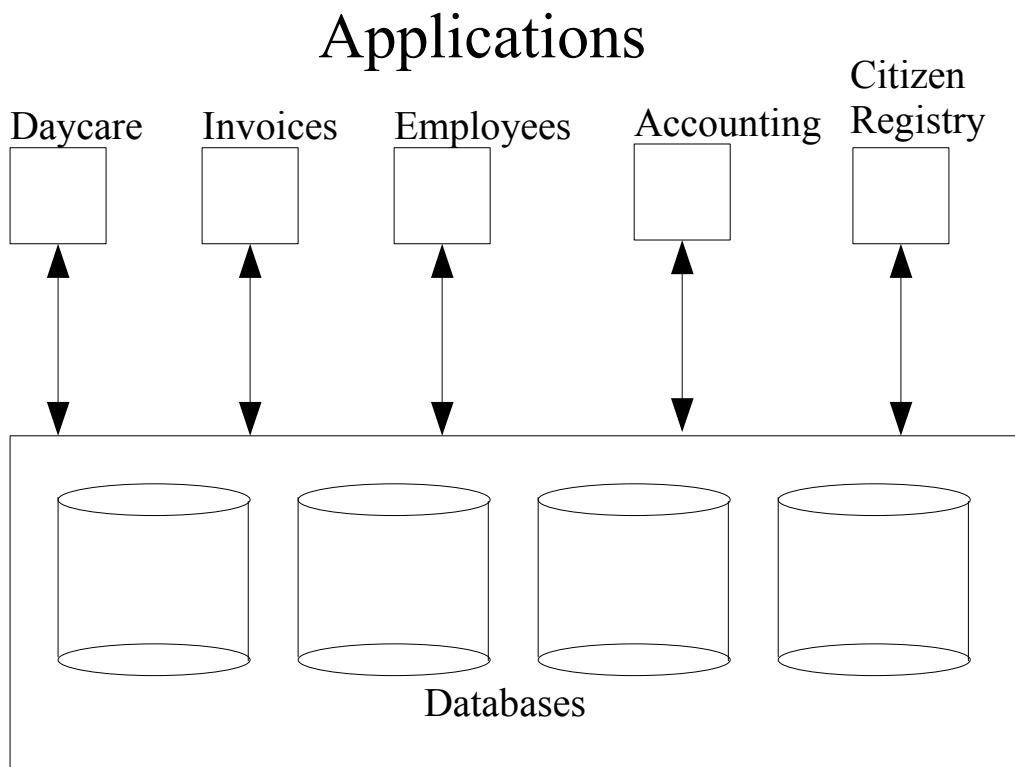 Applications
Daycare
Invoices
Employees
Accounting
Citizen
Registry
Databases